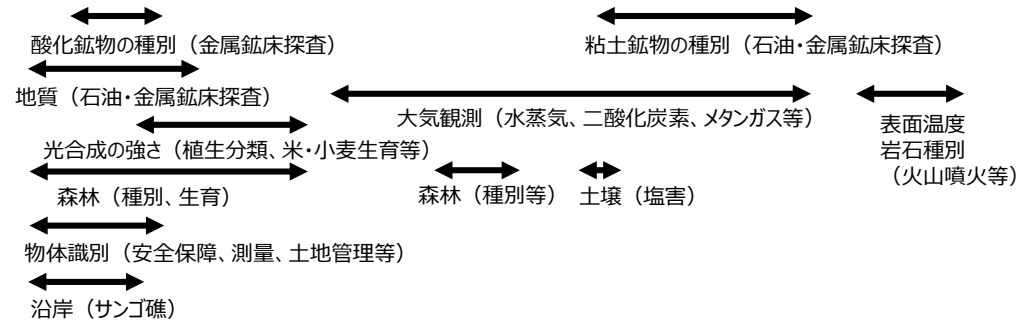 酸化鉱物の種別（金属鉱床探査）
粘土鉱物の種別（石油・金属鉱床探査）
地質（石油・金属鉱床探査）
大気観測（水蒸気、二酸化炭素、メタンガス等）
表面温度
岩石種別
（火山噴火等）
光合成の強さ（植生分類、米・小麦生育等）
森林（種別、生育）
森林（種別等）
土壌（塩害）
物体識別（安全保障、測量、土地管理等）
沿岸（サンゴ礁）